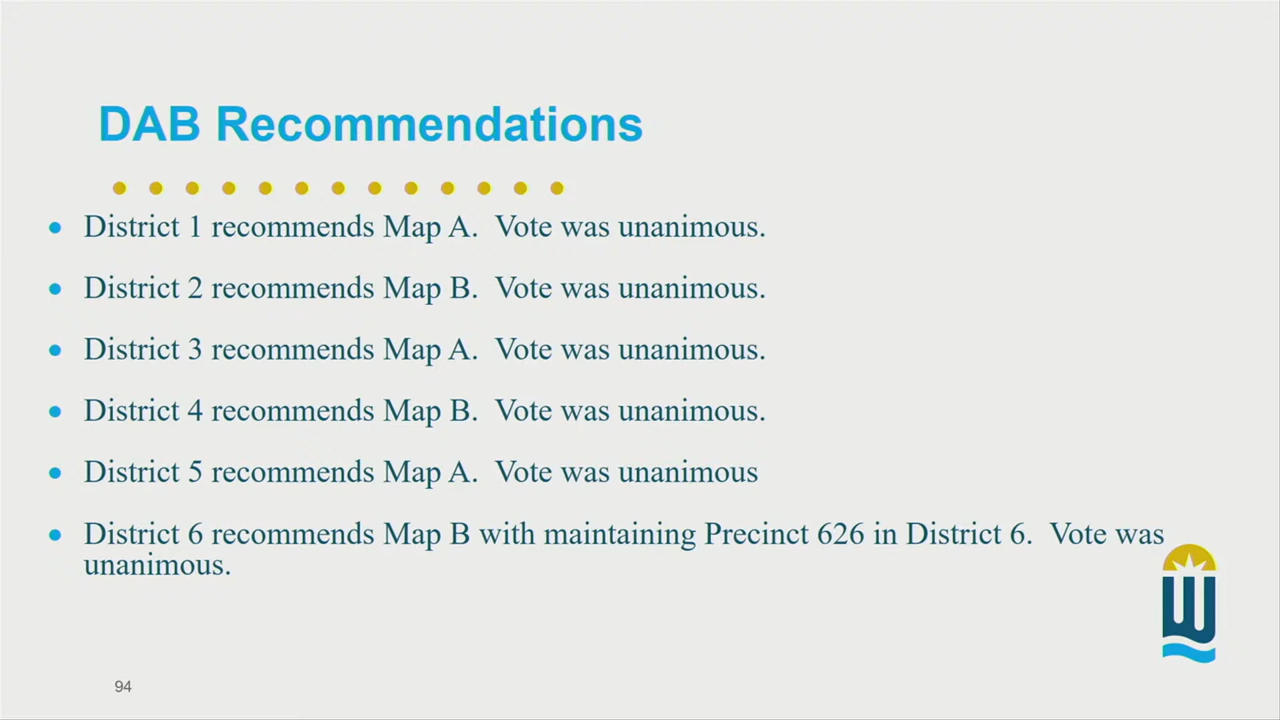 DAB Recommendations
District 1 recommends Map A.  Vote was unanimous.
District 2 recommends Map B.  Vote was unanimous.
District 3 recommends Map A.  Vote was unanimous.
District 4 recommends Map B.  Vote was unanimous.
District 5 recommends Map A.  Vote was unanimous
District 6 recommends Map B with maintaining Precinct 626 in District 6.  Vote was
unanimous.
W
94